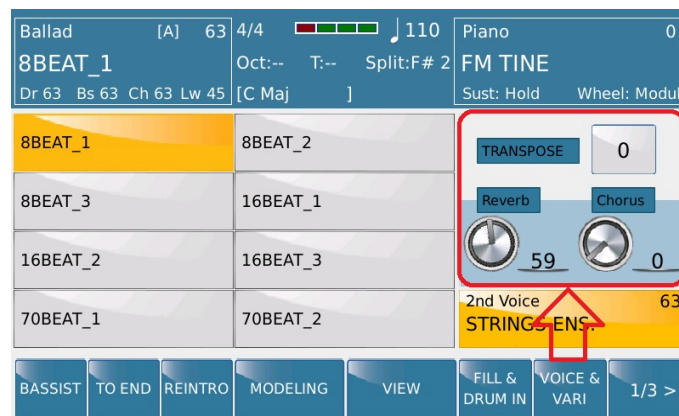 Ballad [A] 63
8BEAT_1
Dr 63 Bs 63 Ch 63 Lw 45
4/4 110
Oct:-- T:-- Split:F# 2
[C Maj ]
Piano 0
FM TINE
Sust: Hold Wheel: Modul
8BEAT_1
8BEAT_2
8BEAT_3
16BEAT_1
16BEAT_2
16BEAT_3
70BEAT_1
70BEAT_2
TRANSPOSE 0
Reverb Chorus
59 0
2nd Voice 63
STRINGS ENS.
BASSIST
TO END
REINTRO
MODELING
VIEW
FILL &
DRUM IN
VOICE &
VARI
1/3 >